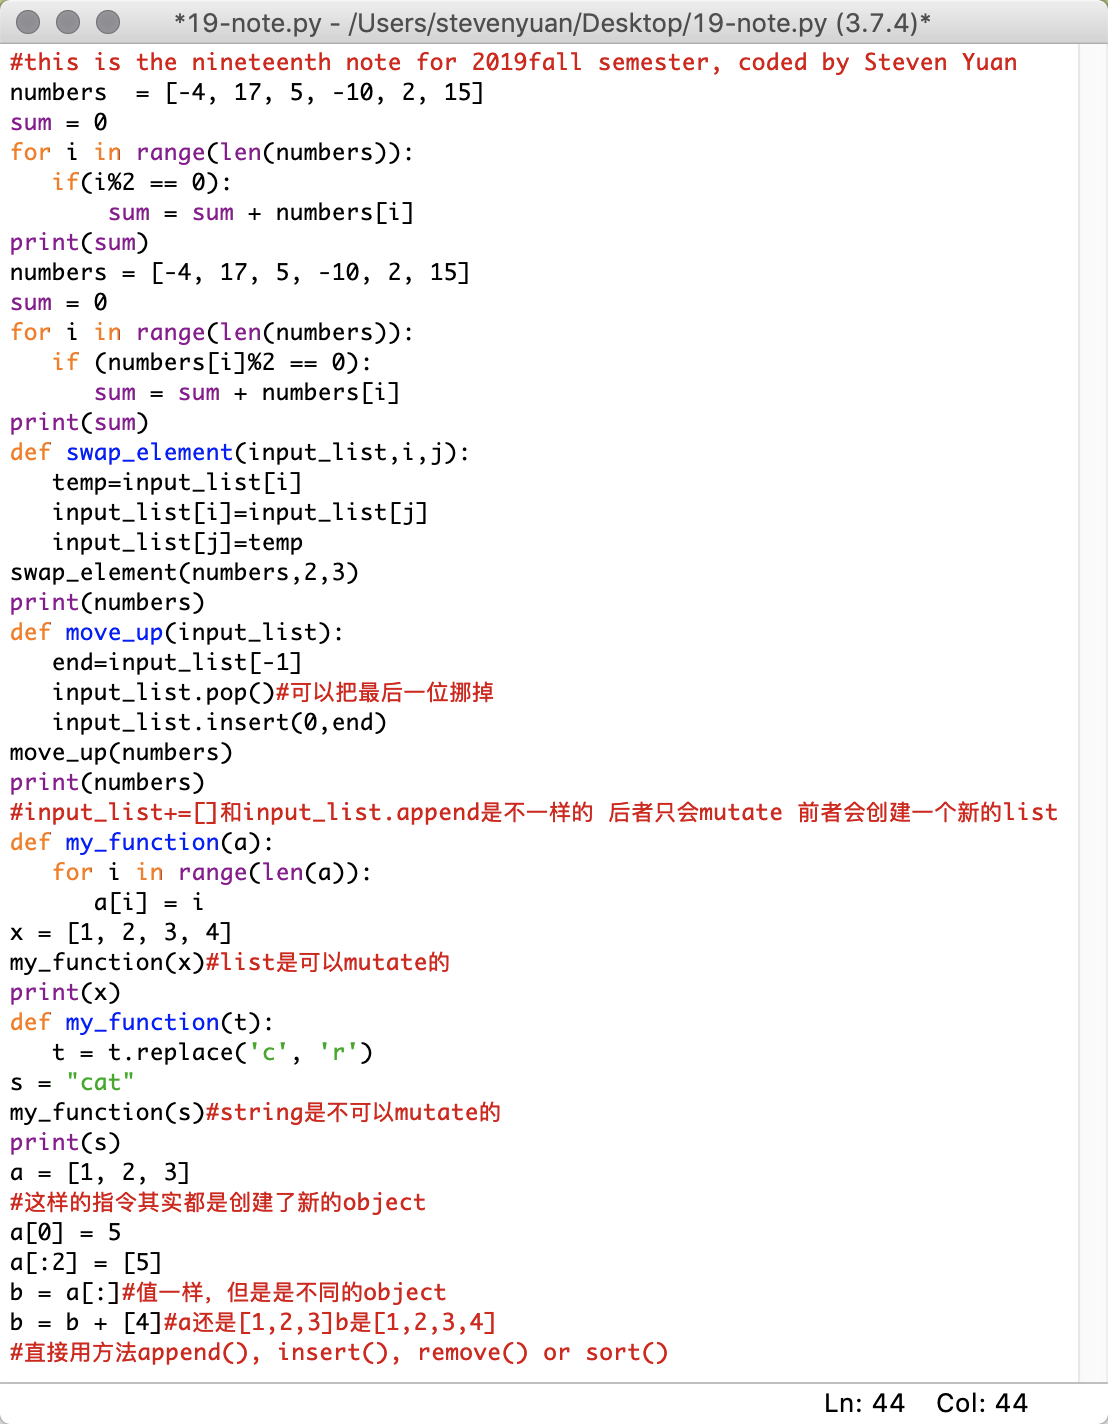 *19-note.py - /Users/stevenyuan/Desktop/19-note.py (3.7.4)*
#this is the nineteenth note for 2019fall semester, coded by Steven Yuan
numbers  = [-4, 17, 5, -10, 2, 15]
sum = 0
for i in range(len(numbers)):
   if(i%2 == 0):
       sum = sum + numbers[i]
print(sum)
numbers = [-4, 17, 5, -10, 2, 15]
sum = 0
for i in range(len(numbers)):
   if (numbers[i]%2 == 0):
      sum = sum + numbers[i]
print(sum)
def swap_element(input_list,i,j):
   temp=input_list[i]
   input_list[i]=input_list[j]
   input_list[j]=temp
swap_element(numbers,2,3)
print(numbers)
def move_up(input_list):
   end=input_list[-1]
   input_list.pop()#可以把最后一位挪掉
   input_list.insert(0,end)
move_up(numbers)
print(numbers)
#input_list+=[]和input_list.append是不一样的 后者只会mutate 前者会创建一个新的list
def my_function(a):
   for i in range(len(a)):
      a[i] = i
x = [1, 2, 3, 4]
my_function(x)#list是可以mutate的
print(x)
def my_function(t):
   t = t.replace('c', 'r')
s = "cat"
my_function(s)#string是不可以mutate的
print(s)
a = [1, 2, 3]
#这样的指令其实都是创建了新的object
a[0] = 5
a[:2] = [5]
b = a[:]#值一样，但是是不同的object
b = b + [4]#a还是[1,2,3]b是[1,2,3,4]
#直接用方法append(), insert(), remove() or sort()
Ln: 44  Col: 44